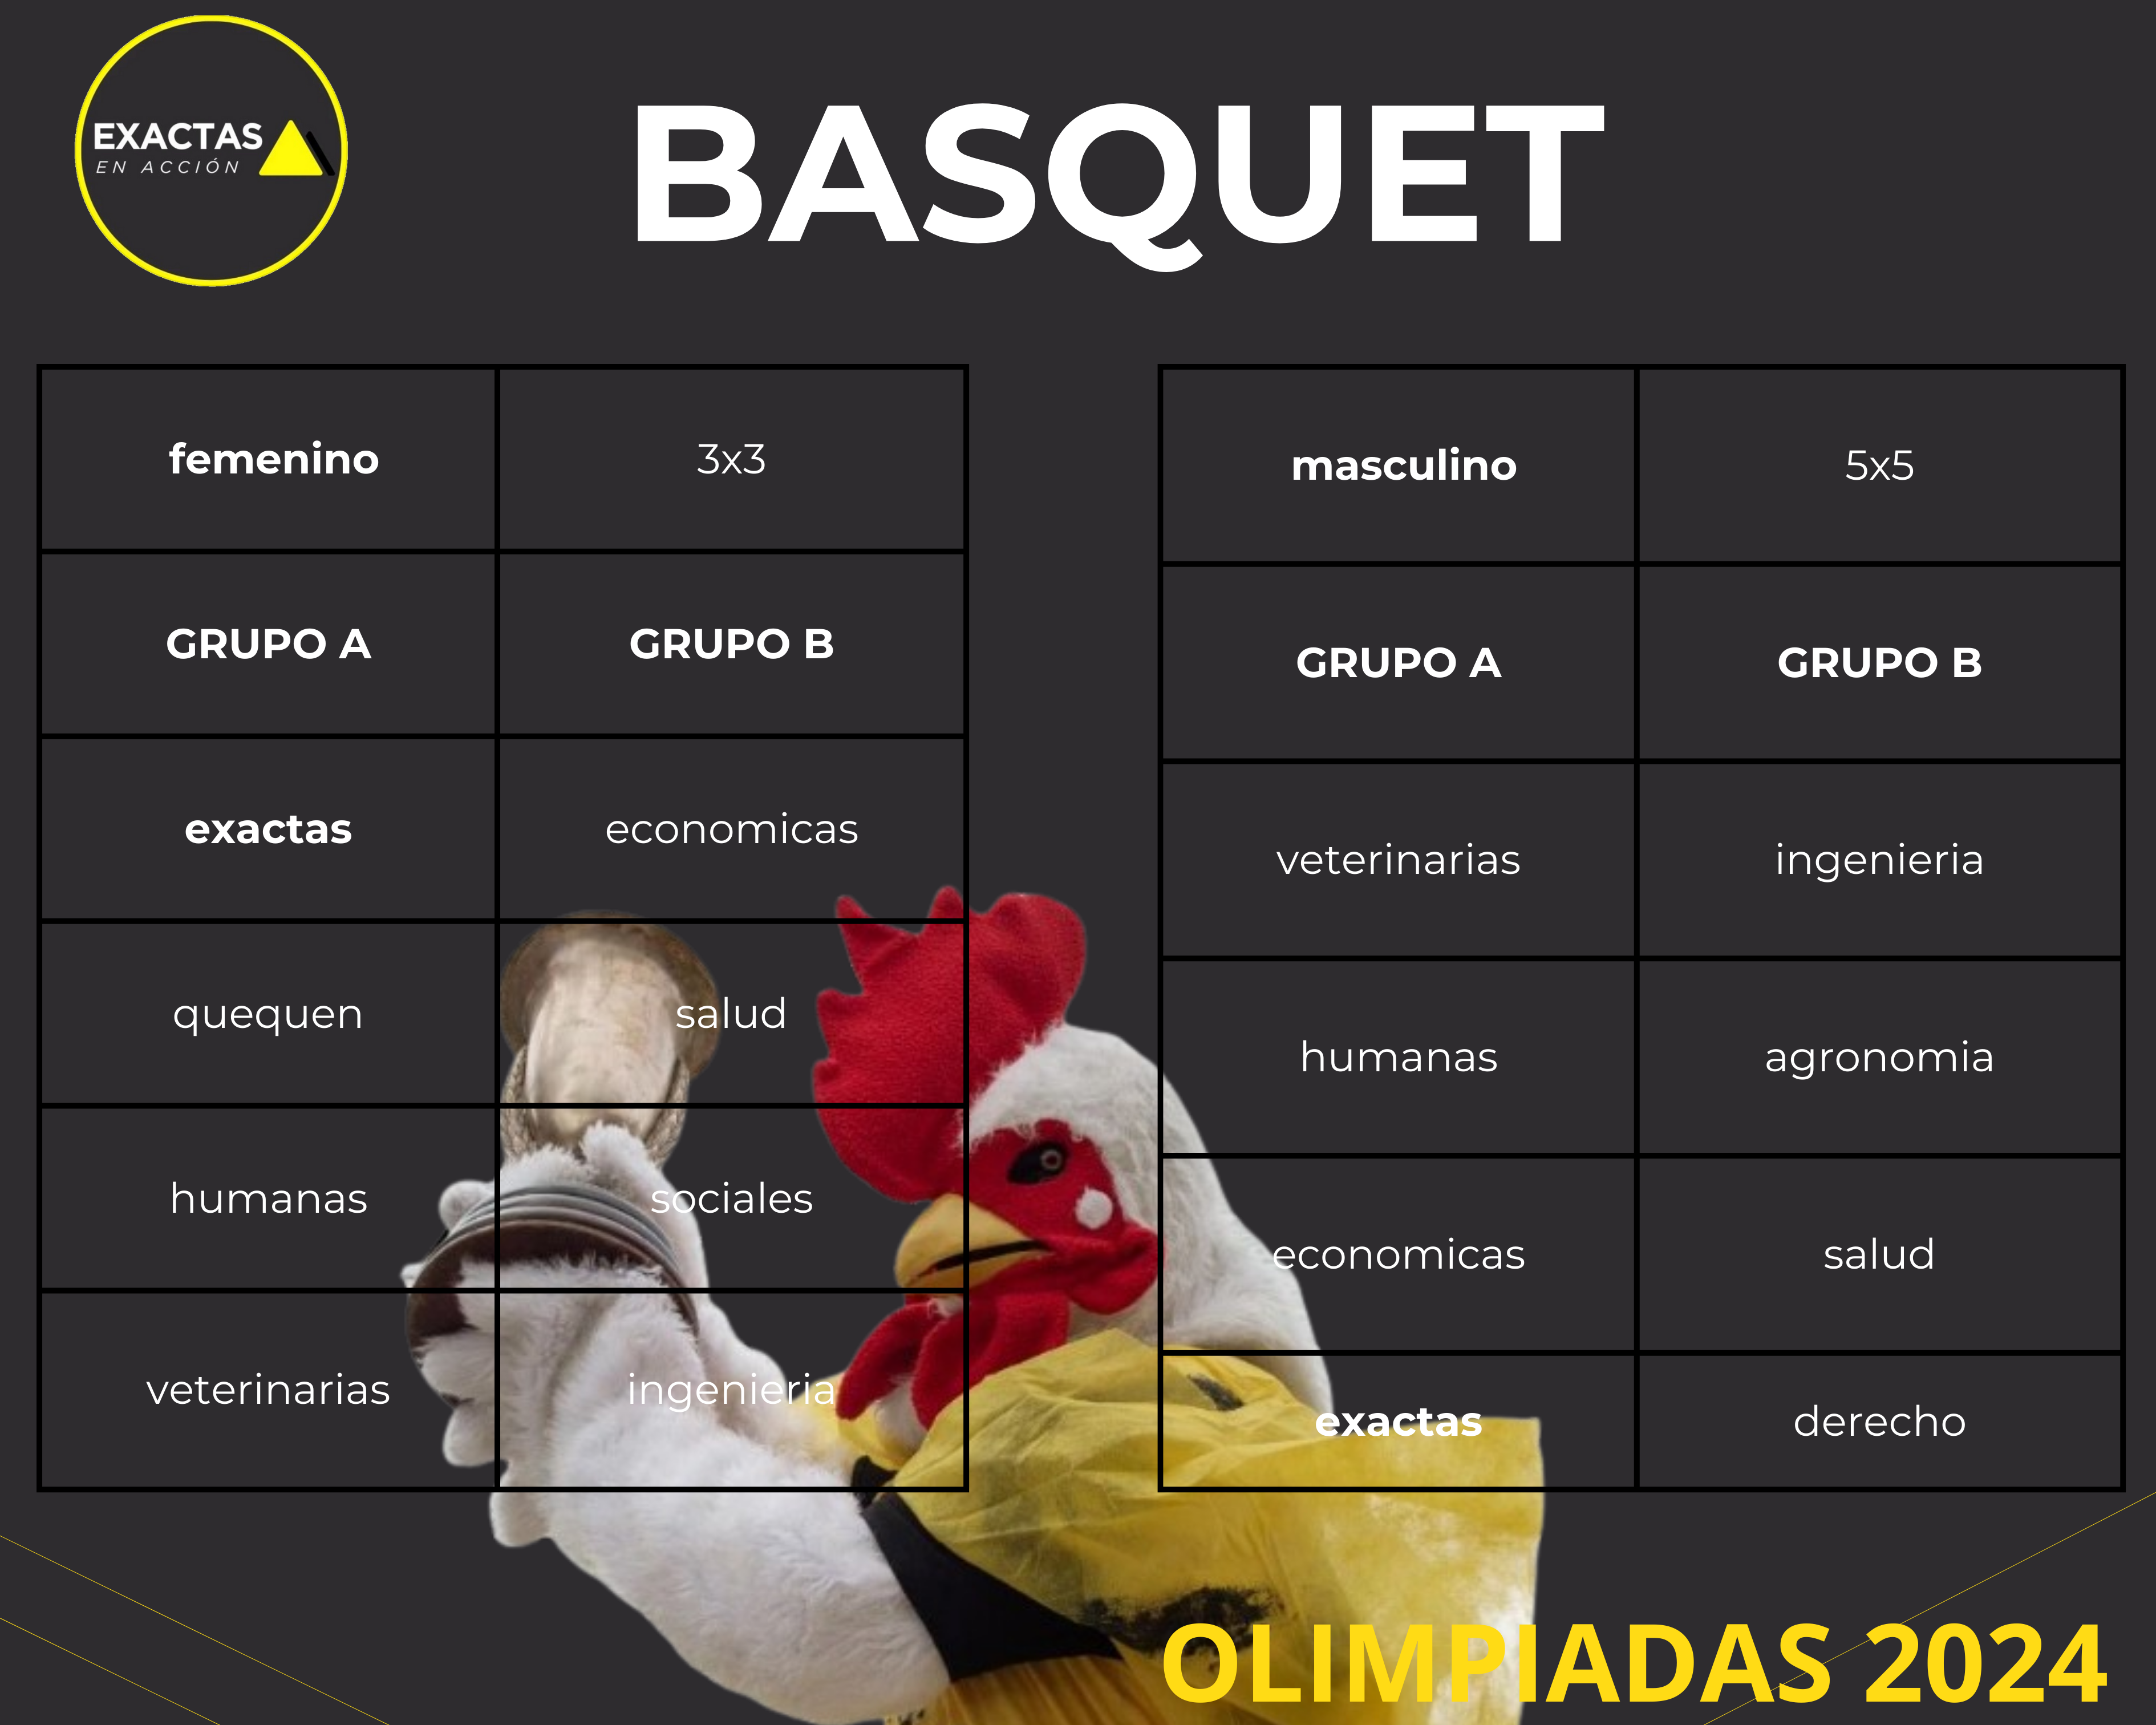 EXACTAS
EN ACCIÓN
BASQUET
femenino 3x3
GRUPO A GRUPO B
exactas economicas
quequen salud
humanas sociales
veterinarias ingenieria
masculino 5x5
GRUPO A GRUPO B
veterinarias ingenieria
humanas agronomia
economicas salud
exactas derecho
OLIMPIADAS 2024